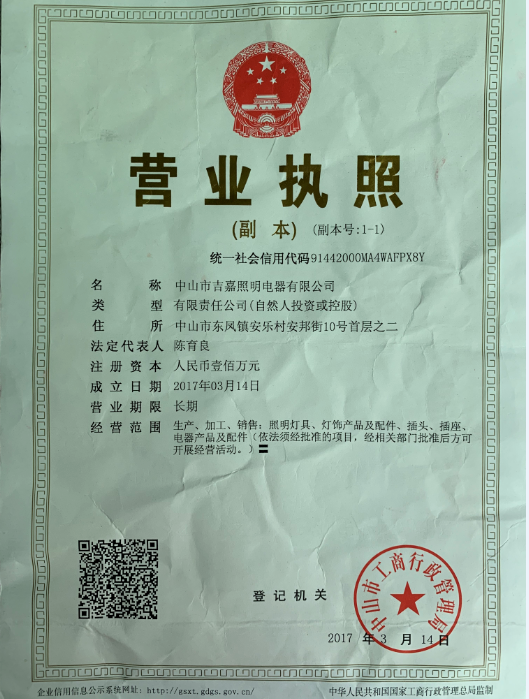 营业执照
(副 本) (副本号:1-1)
统一社会信用代码91442000MA4WAFPX8Y
名 称 中山市吉嘉照明电器有限公司
类 型 有限责任公司(自然人投资或控股)
住 所 中山市东凤镇安乐村安邦街10号首层之二
法定代表人 陈育良
注册资本 人民币壹佰万元
成立日期 2017年03月14日
营业期限 长期
经营范围 生产、加工、销售：照明灯具、灯饰产品及配件、插头、插座、
电器产品及配件（依法须经批准的项目，经相关部门批准后方可
开展经营活动。）
登记机关
中山市工商行政管理局
2017 年 3 月 14 日
企业信用信息公示系统网址: http://gsxt.gdgs.gov.cn/
中华人民共和国国家工商行政管理总局监制